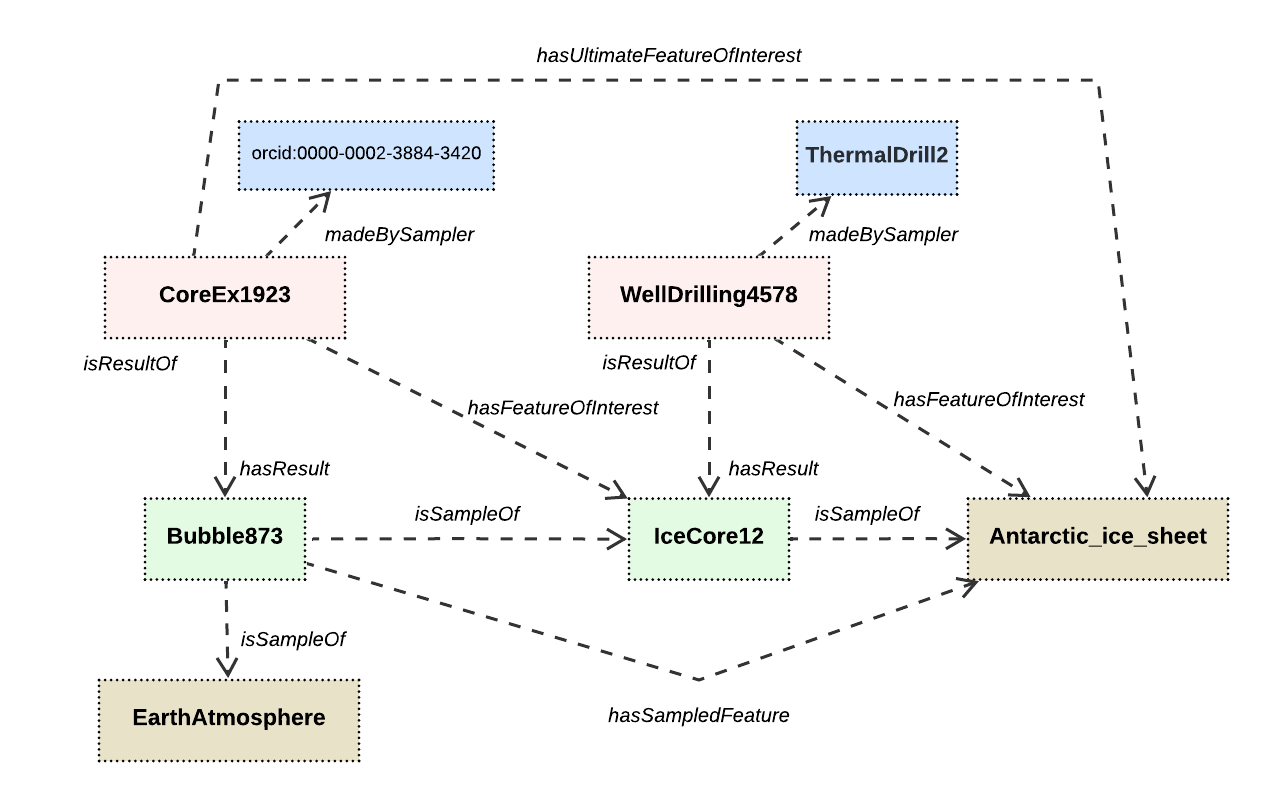 hasUltimateFeatureOfInterest
orcid:0000-0002-3884-3420
ThermalDrill2
madeBySampler
madeBySampler
CoreEx1923
WellDrilling4578
isResultOf
isResultOf
hasFeatureOfInterest
hasFeatureOfInterest
hasResult
hasResult
isSampleOf
isSampleOf
Bubble873
IceCore12
Antarctic_ice_sheet
isSampleOf
EarthAtmosphere
hasSampledFeature